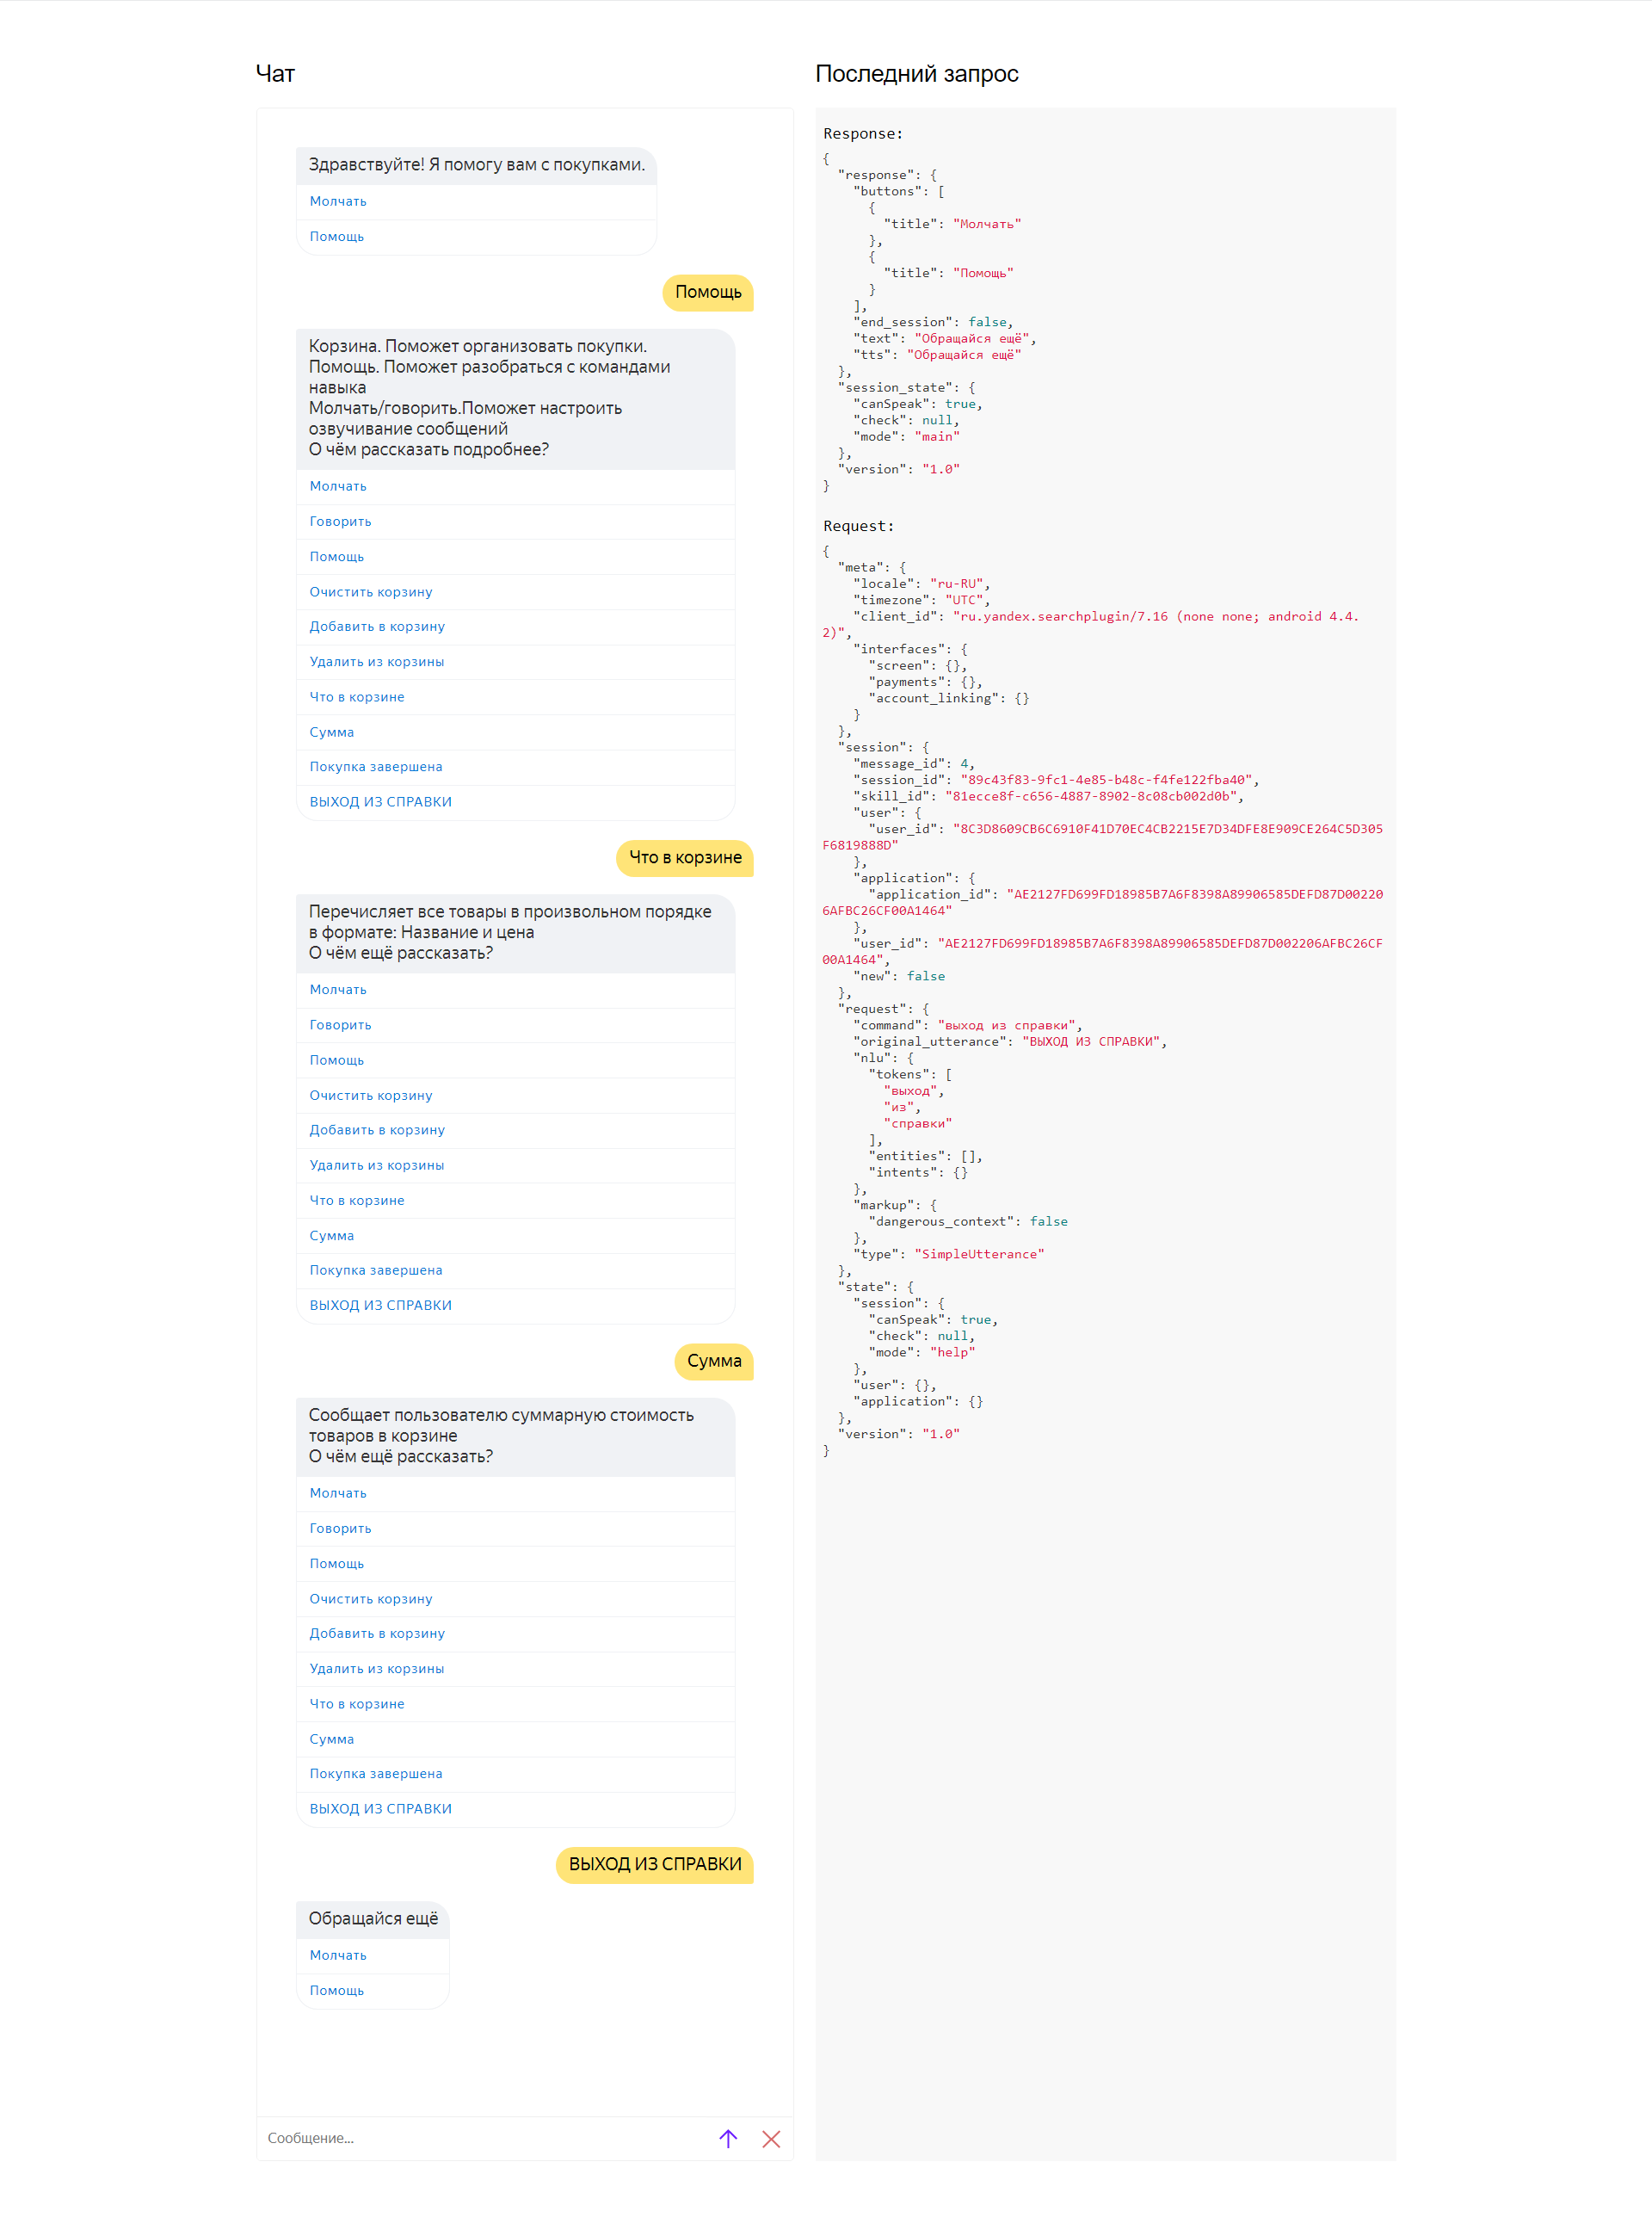 Чат
Здравствуйте! Я помогу вам с покупками.
Молчать
Помощь
Помощь
Корзина. Поможет организовать покупки.
Помощь. Поможет разобраться с командами
навыка
Молчать/говорить.Поможет настроить
озвучивание сообщений
О чём рассказать подробнее?
Молчать
Говорить
Помощь
Очистить корзину
Добавить в корзину
Удалить из корзины
Что в корзине
Сумма
Покупка завершена
ВЫХОД ИЗ СПРАВКИ
Что в корзине
Перечисляет все товары в произвольном порядке
в формате: Название и цена
О чём ещё рассказать?
Молчать
Говорить
Помощь
Очистить корзину
Добавить в корзину
Удалить из корзины
Что в корзине
Сумма
Покупка завершена
ВЫХОД ИЗ СПРАВКИ
Сумма
Сообщает пользователю суммарную стоимость
товаров в корзине
О чём ещё рассказать?
Молчать
Говорить
Помощь
Очистить корзину
Добавить в корзину
Удалить из корзины
Что в корзине
Сумма
Покупка завершена
ВЫХОД ИЗ СПРАВКИ
ВЫХОД ИЗ СПРАВКИ
Обращайся ещё
Молчать
Помощь
Сообщение...
Последний запрос
Response:
{
"response": {
"buttons": [
{
"title": "Молчать"
},
{
"title": "Помощь"
}
],
"end_session": false,
"text": "Обращайся ещё",
"tts": "Обращайся ещё"
},
"session_state": {
"canSpeak": true,
"check": null,
"mode": "main"
},
"version": "1.0"
}
Request:
{
"meta": {
"locale": "ru-RU",
"timezone": "UTC",
"client_id": "ru.yandex.searchplugin/7.16 (none none; android 4.4.
2)",
"interfaces": {
"screen": {},
"payments": {},
"account_linking": {}
}
},
"session": {
"message_id": 4,
"session_id": "89c43f83-9fc1-4e85-b48c-f4fe122fba40",
"skill_id": "81ecce8f-c656-4887-8902-8c08cb002d0b",
"user": {
"user_id": "8C3D8609CB6C6910F41D70EC4CB2215E7D34DFE8E909CE264C5D305
F6819888D"
},
"application": {
"application_id": "AE2127FD699FD18985B7A6F8398A89906585DEFD87D00220
6AFBC26CF00A1464"
},
"user_id": "AE2127FD699FD18985B7A6F8398A89906585DEFD87D002206AFBC26CF
00A1464",
"new": false
},
"request": {
"command": "выход из справки",
"original_utterance": "ВЫХОД ИЗ СПРАВКИ",
"nlu": {
"tokens": [
"выход",
"из",
"справки"
],
"entities": [],
"intents": {}
},
"markup": {
"dangerous_context": false
},
"type": "SimpleUtterance"
},
"state": {
"session": {
"canSpeak": true,
"check": null,
"mode": "help"
},
"user": {},
"application": {}
},
"version": "1.0"
}